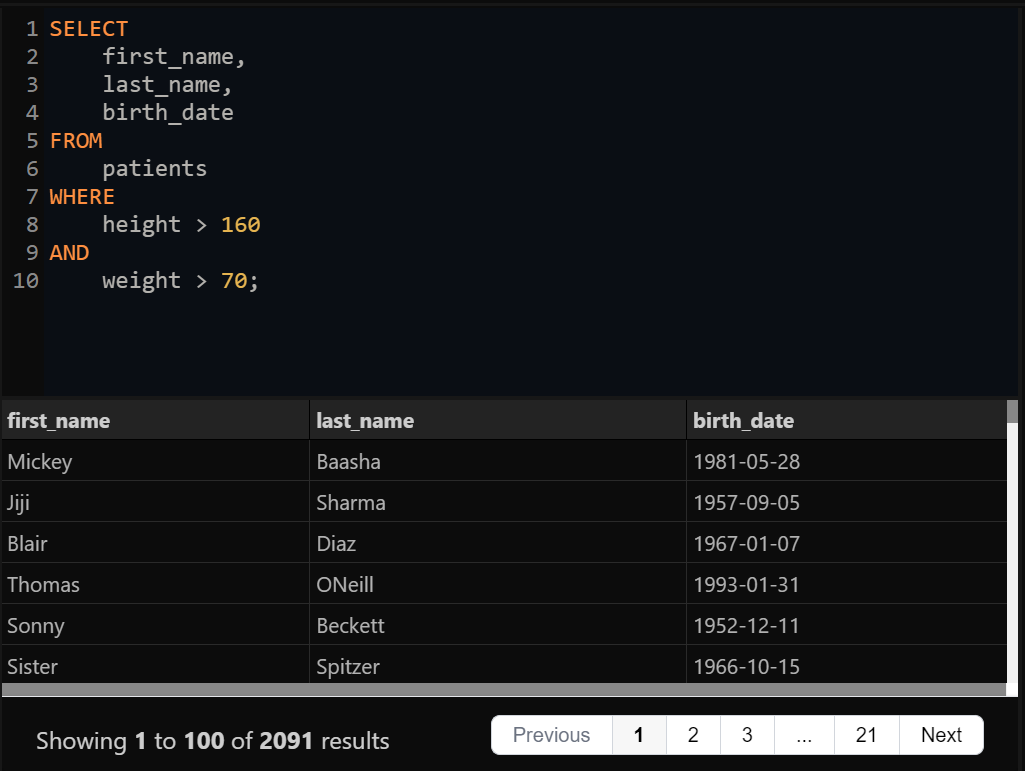 1 SELECT
2     first_name,
3     last_name,
4     birth_date
5 FROM
6     patients
7 WHERE
8     height > 160
9 AND
10     weight > 70;
first_name last_name birth_date
Mickey Baasha 1981-05-28
Jiji Sharma 1957-09-05
Blair Diaz 1967-01-07
Thomas ONeill 1993-01-31
Sonny Beckett 1952-12-11
Sister Spitzer 1966-10-15
Showing 1 to 100 of 2091 results Previous 1 2 3 ... 21 Next